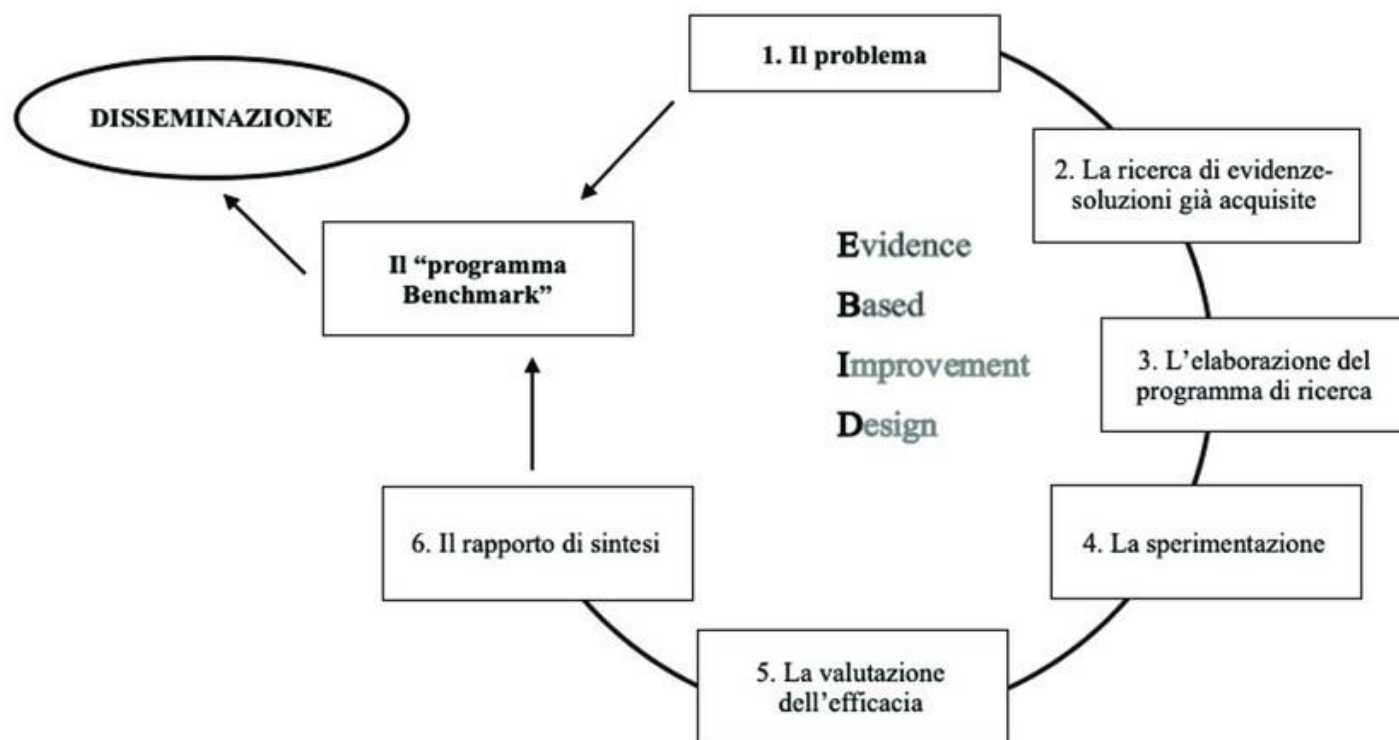 1. Il problema
DISSEMINAZIONE
2. La ricerca di evidenze-
soluzioni già acquisite
Il “programma
Benchmark”
Evidence
Based
Improvement
Design
3. L’elaborazione del
programma di ricerca
4. La sperimentazione
6. Il rapporto di sintesi
5. La valutazione
dell’efficacia